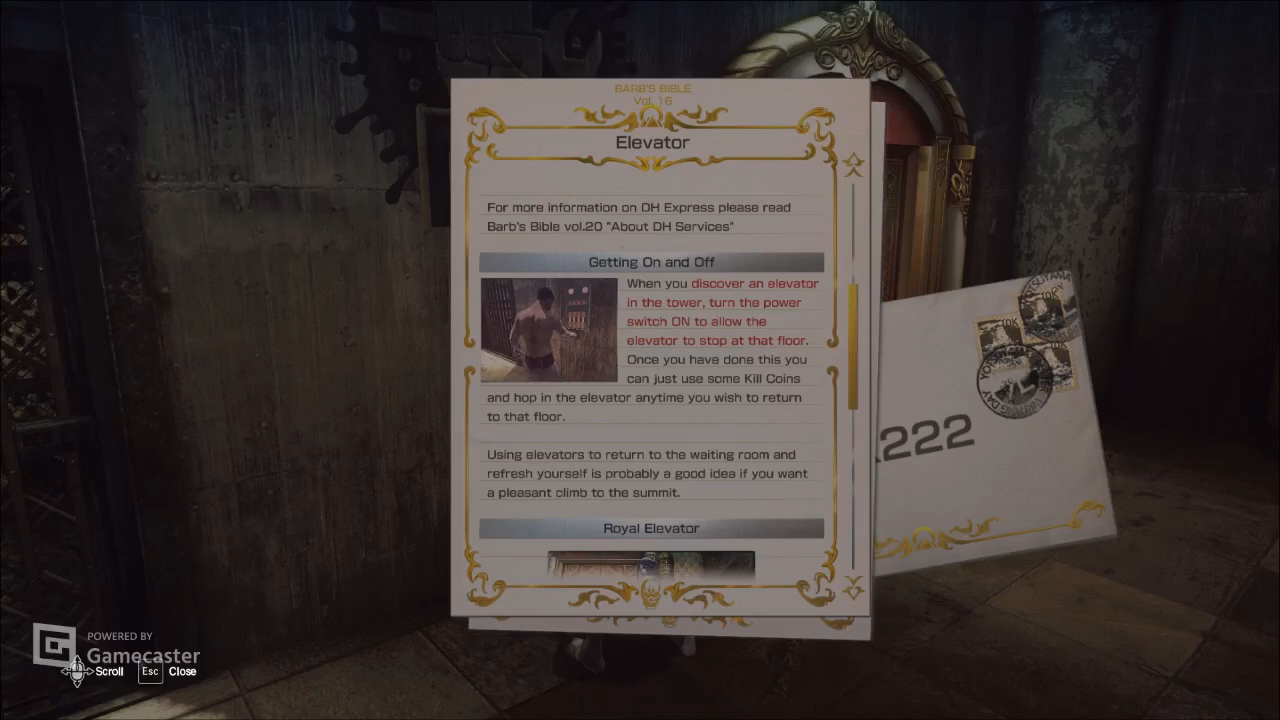 BARB'S BIBLE
Vol. 16
Elevator
For more information on DH Express please read
Barb's Bible vol.20 "About DH Services"
Getting On and Off
When you discover an elevator
in the tower, turn the power
switch ON to allow the
elevator to stop at that floor.
Once you have done this you
can just use some Kill Coins
and hop in the elevator anytime you wish to return
to that floor.
Using elevators to return to the waiting room and
refresh yourself is probably a good idea if you want
a pleasant climb to the summit.
Royal Elevator
222
POWERED BY
Gamecaster
Scroll
Esc
Close